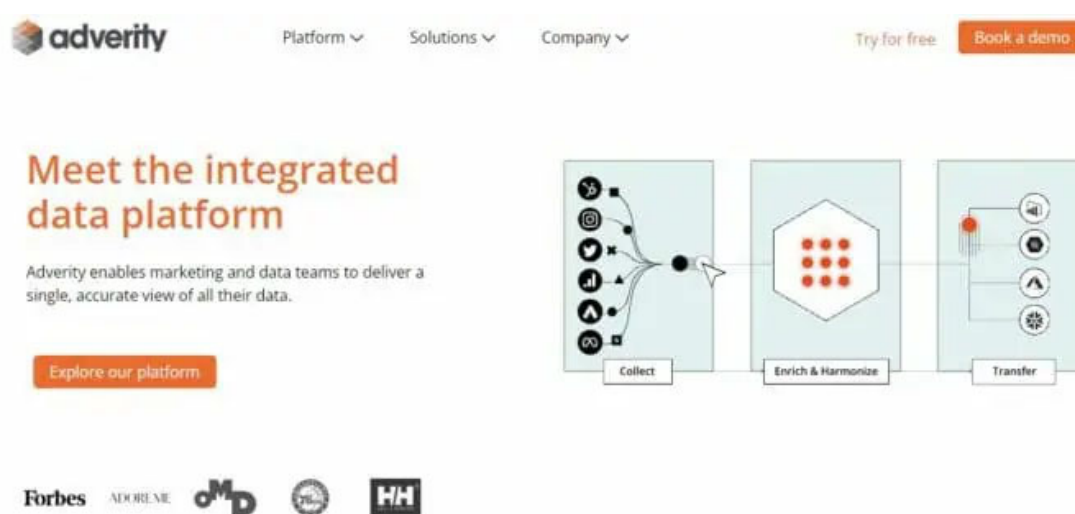 adverity
Platform
Solutions
Company
Try for free
Book a demo
Meet the integrated
data platform
Adverity enables marketing and data teams to deliver a
single, accurate view of all their data.
Explore our platform
Collect
Enrich & Harmonize
Transfer
Forbes
ADORE ME
OMD
HH